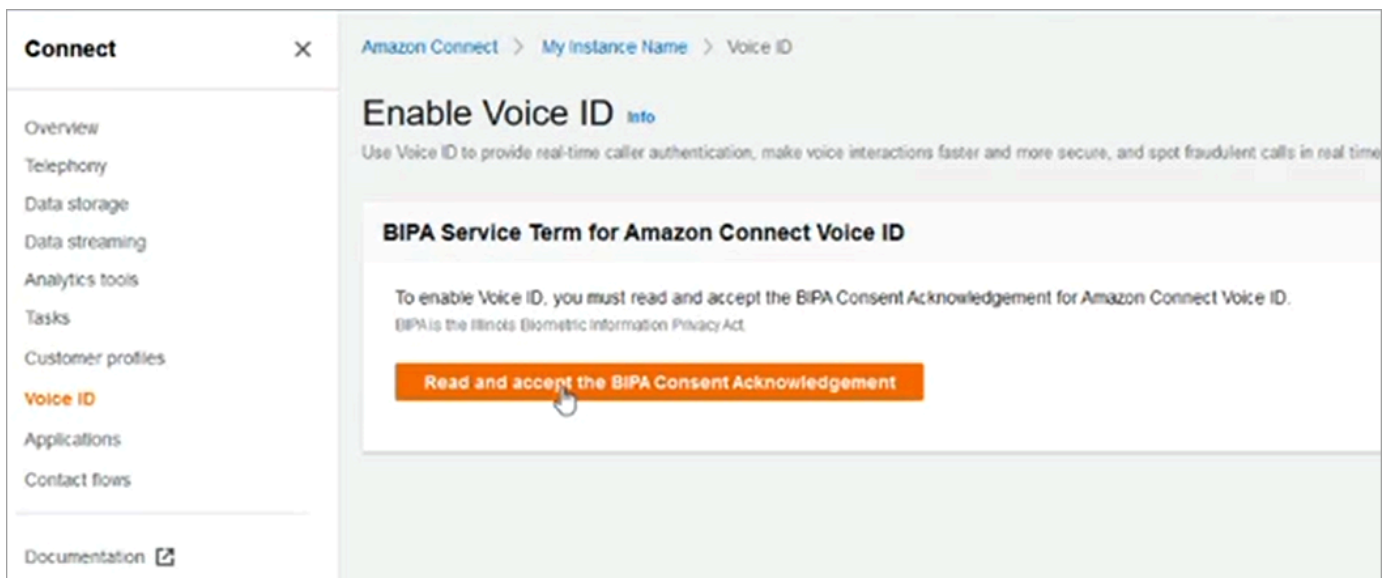 Connect
Overview
Telephony
Data storage
Data streaming
Analytics tools
Tasks
Customer profiles
Voice ID
Applications
Contact flows
Documentation
Amazon Connect > My Instance Name > Voice ID
Enable Voice ID Info
Use Voice ID to provide real-time caller authentication, make voice interactions faster and more secure, and spot fraudulent calls in real time
BIPA Service Term for Amazon Connect Voice ID
To enable Voice ID, you must read and accept the BIPA Consent Acknowledgement for Amazon Connect Voice ID.
BIPA is the Illinois Biometric Information Privacy Act.
Read and accept the BIPA Consent Acknowledgement